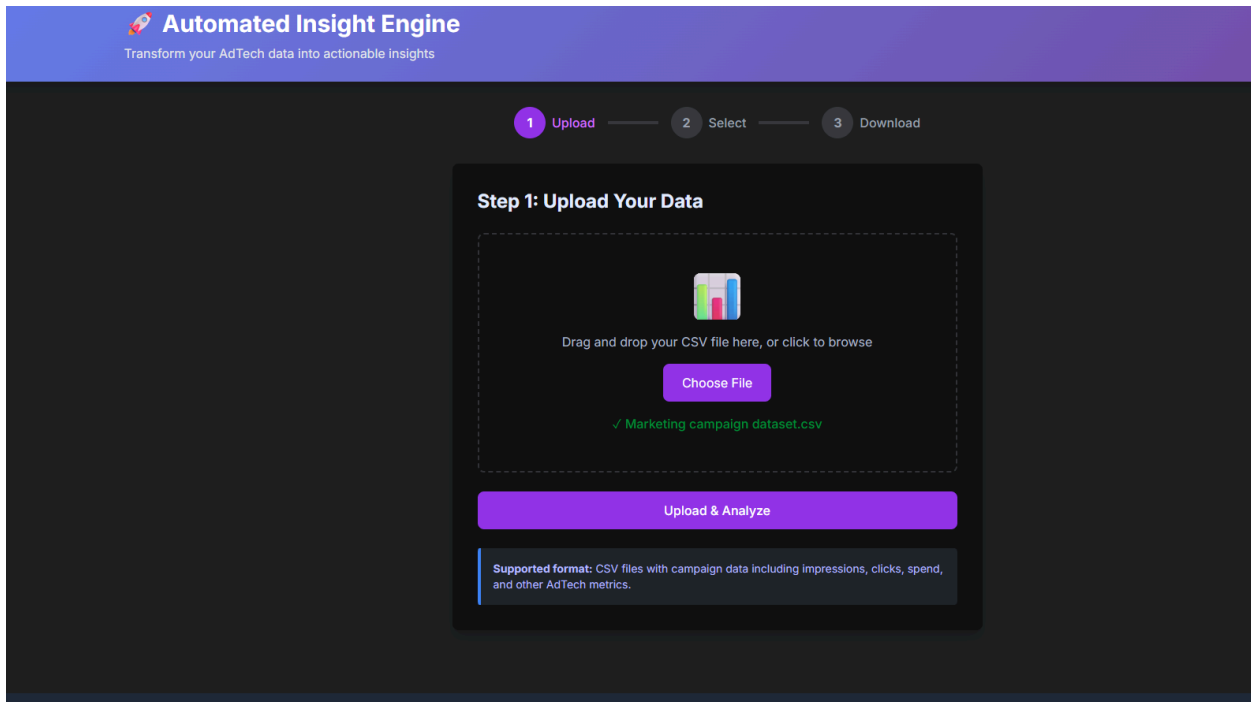 🚀 Automated Insight Engine
Transform your AdTech data into actionable insights
1 Upload 2 Select 3 Download
Step 1: Upload Your Data
Drag and drop your CSV file here, or click to browse
Choose File
✓ Marketing campaign dataset.csv
Upload & Analyze
Supported format: CSV files with campaign data including impressions, clicks, spend,
and other AdTech metrics.